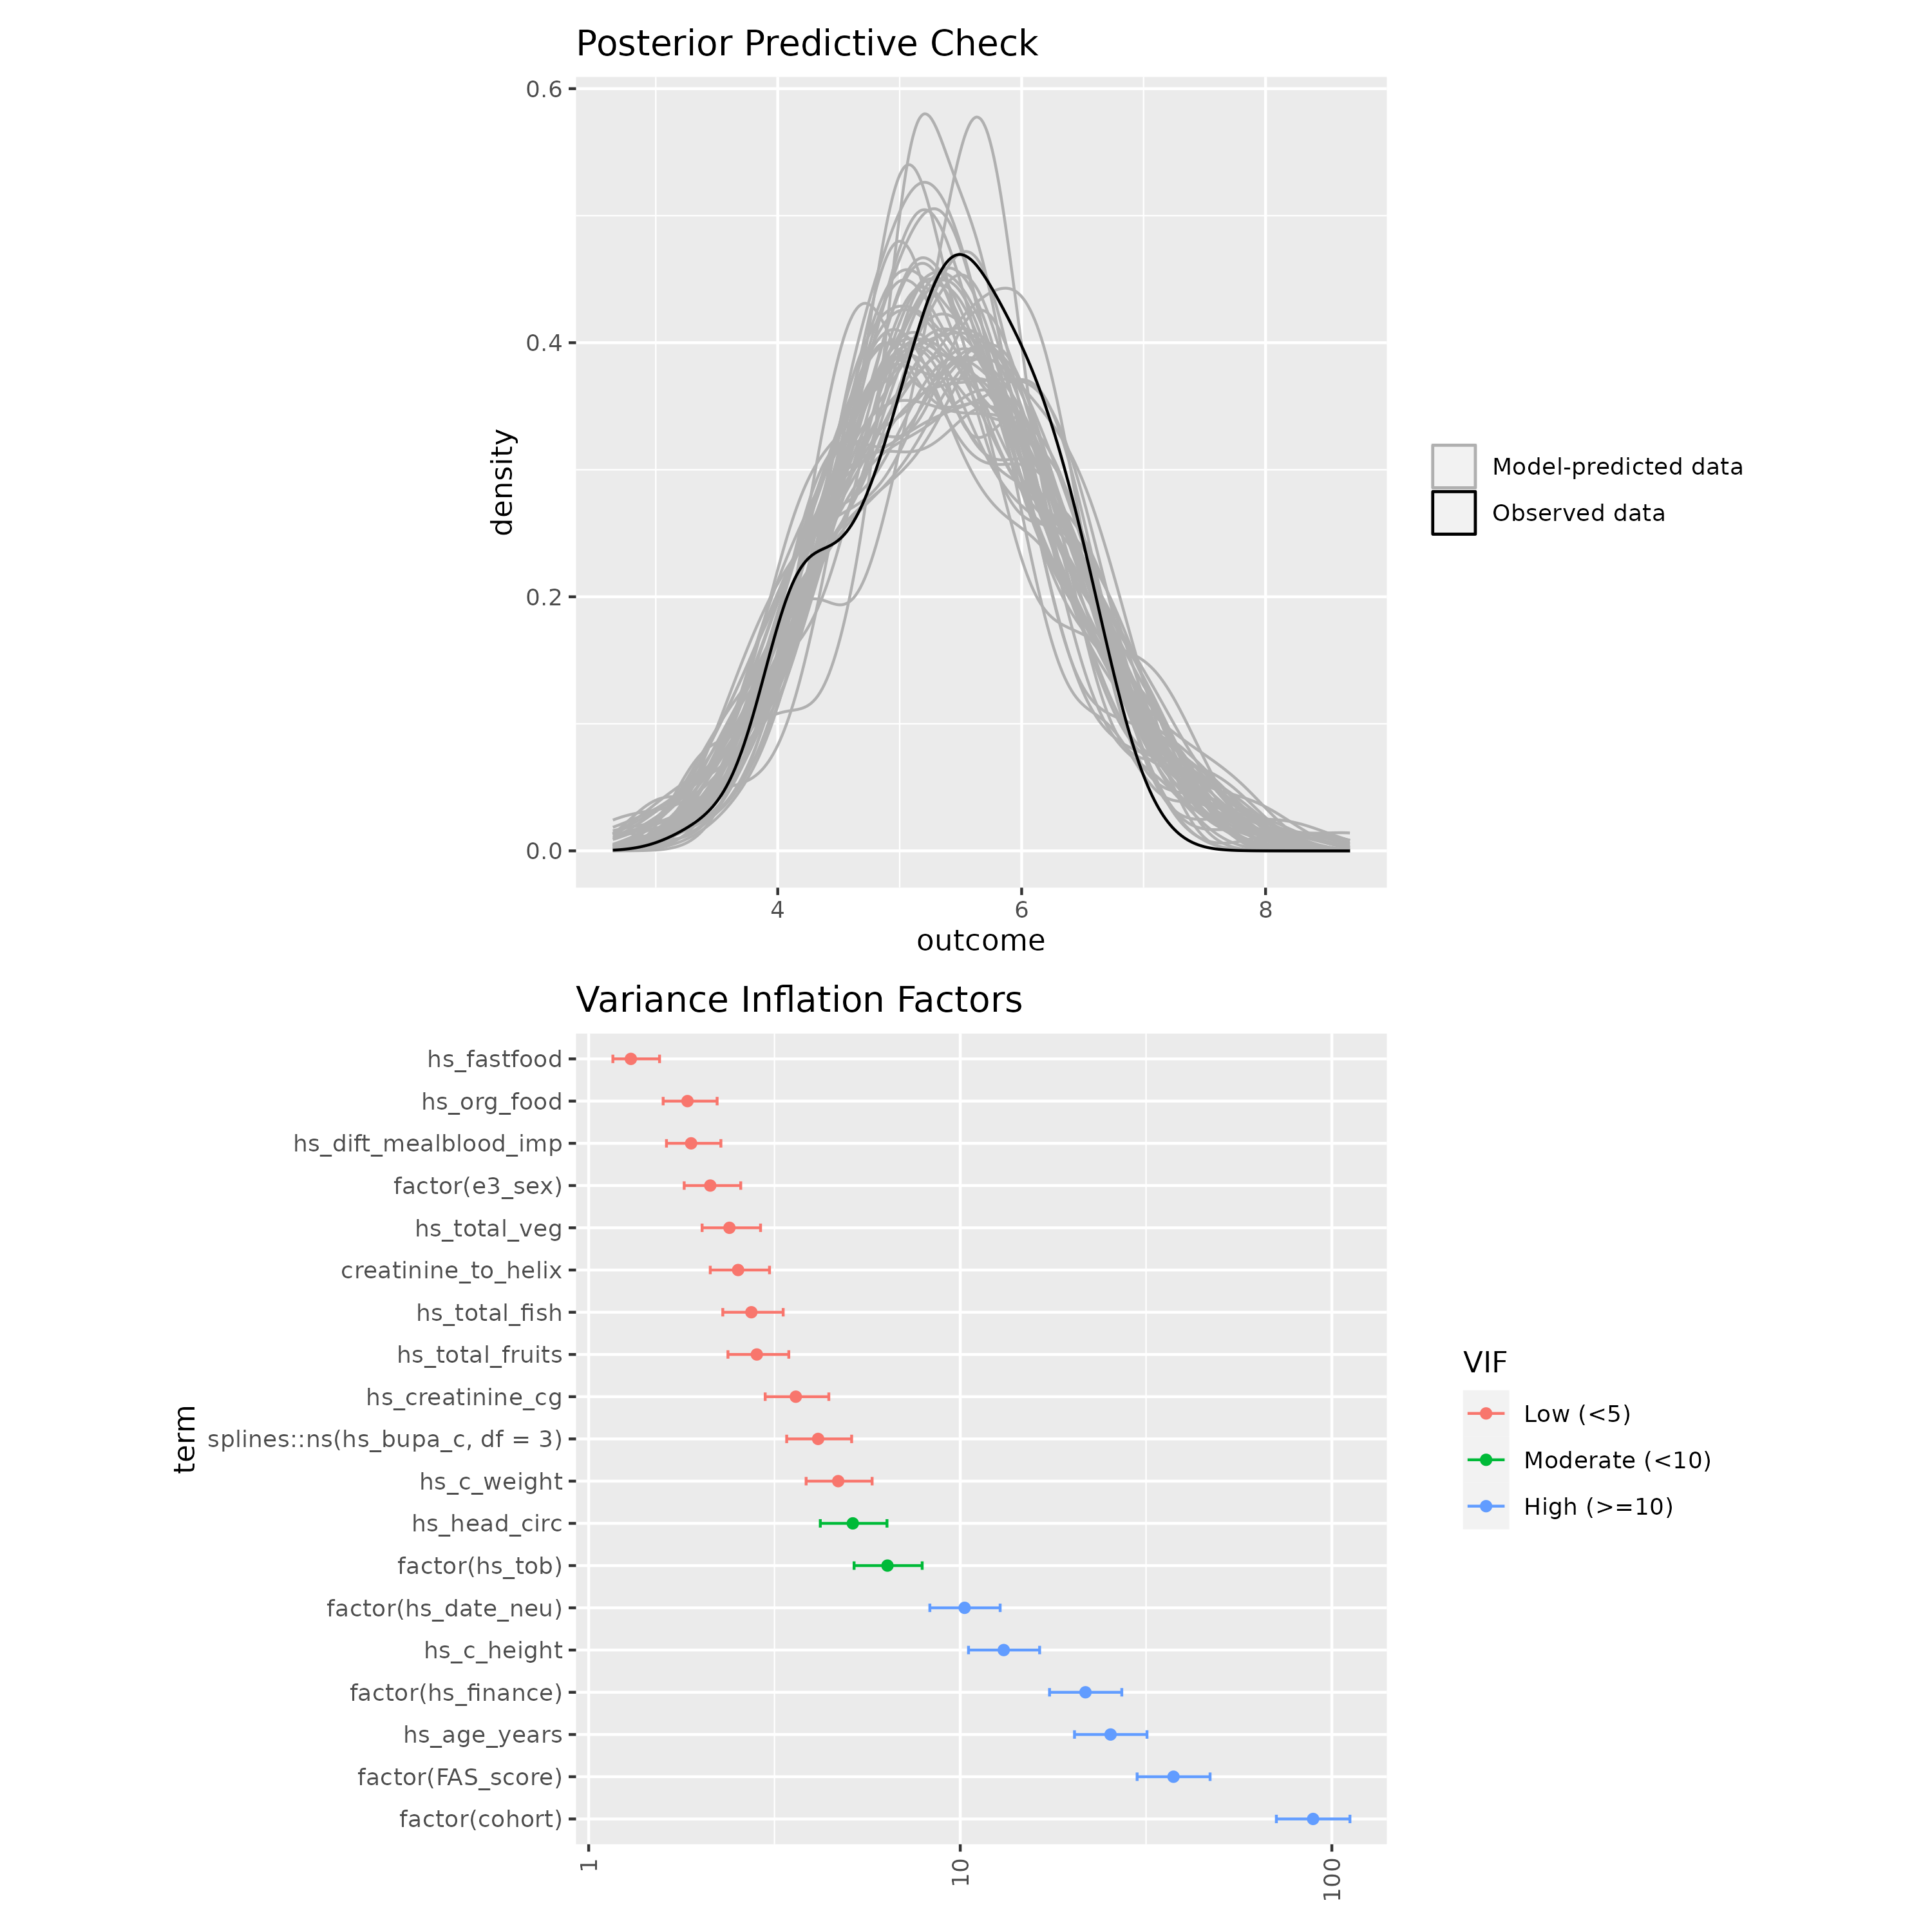 Posterior Predictive Check
0.6
0.4
0.2
0.0
density
4
6
8
outcome
Model-predicted data
Observed data
Variance Inflation Factors
hs_fastfood
hs_org_food
hs_dift_mealblood_imp
factor(e3_sex)
hs_total_veg
creatinine_to_helix
hs_total_fish
hs_total_fruits
hs_creatinine_cg
splines::ns(hs_bupa_c, df = 3)
hs_c_weight
hs_head_circ
factor(hs_tob)
factor(hs_date_neu)
hs_c_height
factor(hs_finance)
hs_age_years
factor(FAS_score)
factor(cohort)
term
1
10
100
VIF
Low (<5)
Moderate (<10)
High (>=10)